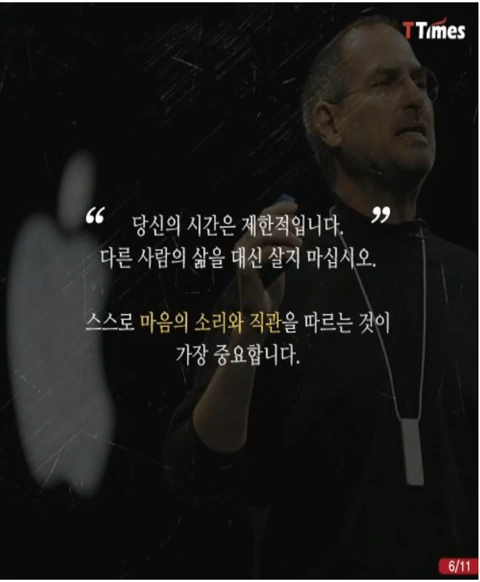 TTimes
“ 당신의 시간은 제한적입니다. ”
다른 사람의 삶을 대신 살지 마십시오.
스스로 마음의 소리와 직관을 따르는 것이
가장 중요합니다.
6/11